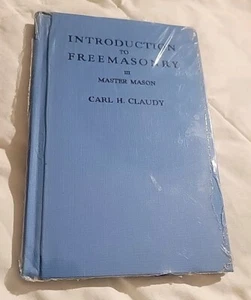 INTRODUCTION
TO
FREEMASONRY
III
MASTER MASON
CARL H. CLAUDY